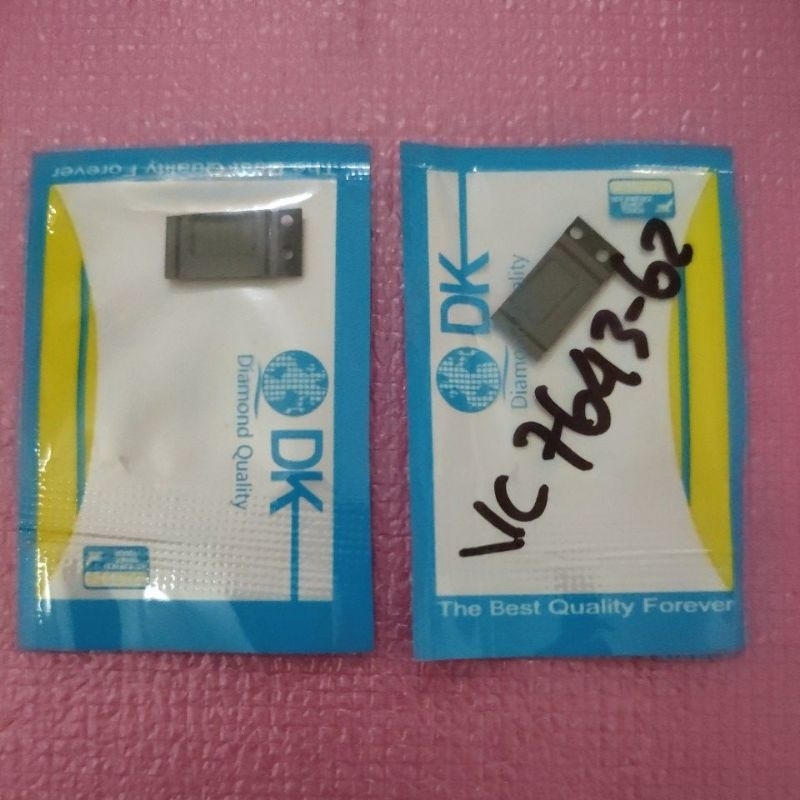 The Best Quality Forever
DK
Diamond Quality
DK
Diamond Quality
VC 7643-62
The Best Quality Forever